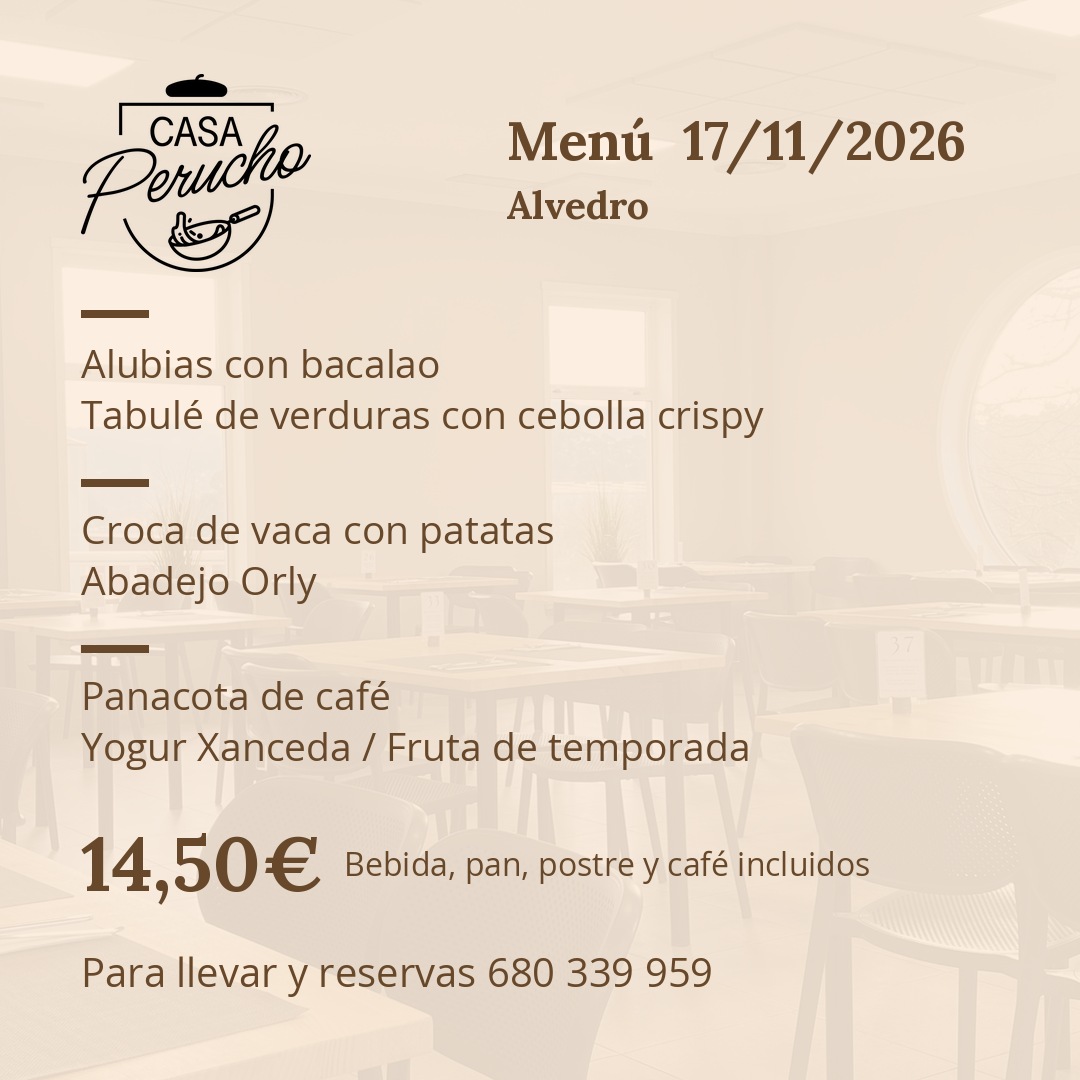 CASA
Perucho
Menú 17/11/2026
Alvedro
Alubias con bacalao
Tabulé de verduras con cebolla crispy
Croca de vaca con patatas
Abadejo Orly
Panacota de café
Yogur Xanceda / Fruta de temporada
14,50€ Bebida, pan, postre y café incluidos
Para llevar y reservas 680 339 959
37